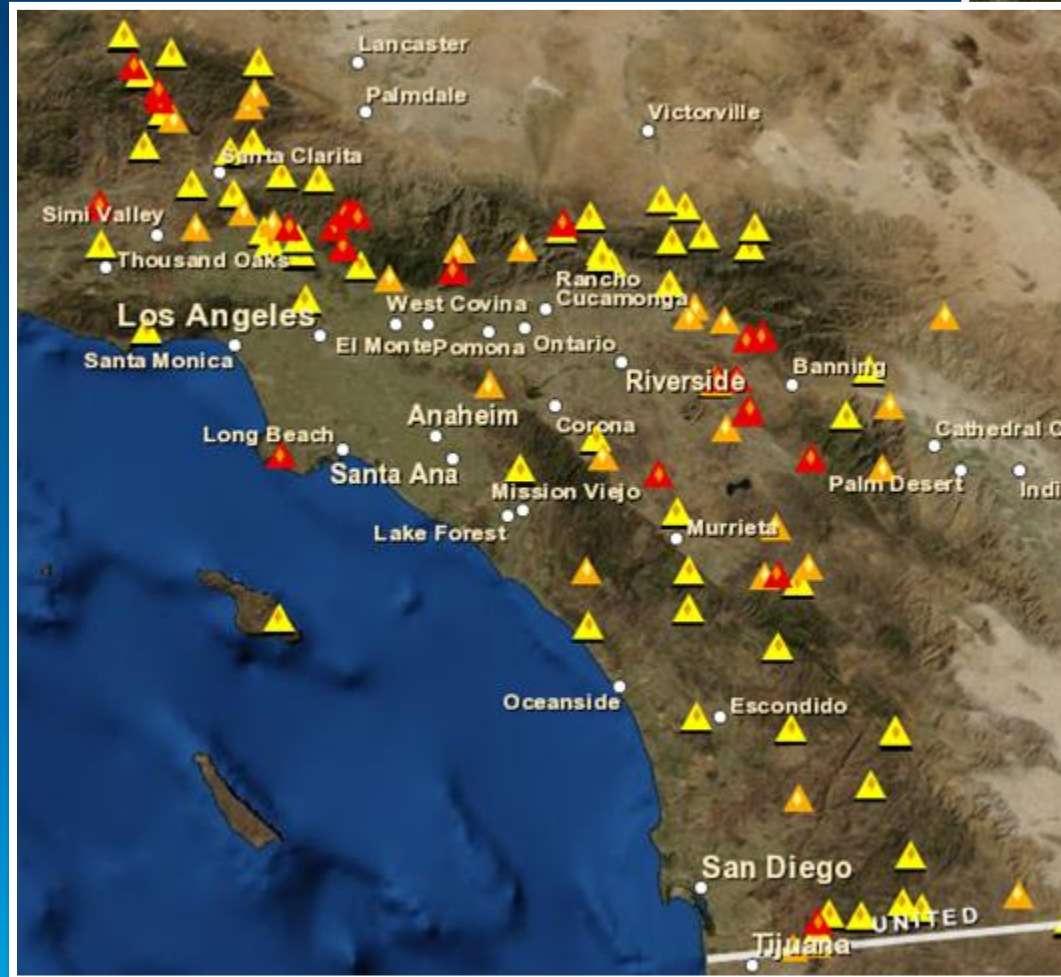 Lancaster
Palmdale
Victorville
Santa Clarita
Simi Valley
Thousand Oaks
Rancho
Cucamonga
West Covina
Los Angeles
El Monte
Pomona
Ontario
Santa Monica
Riverside
Banning
Anaheim
Corona
Long Beach
Cathedral C
Santa Ana
Mission Viejo
Palm Desert
Indi
Lake Forest
Murrieta
Oceanside
Escondido
San Diego
UNITED
Tijuana